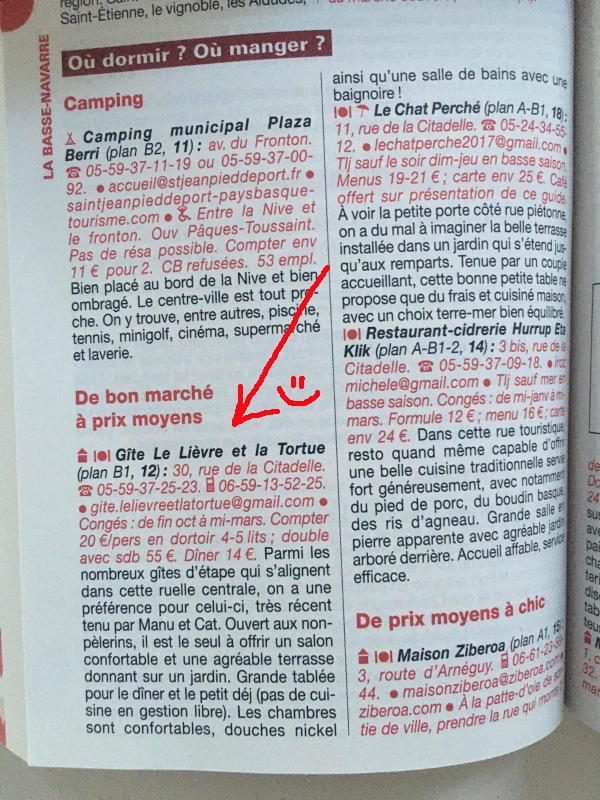 région. Sain
Saint-Étienne, le vignoble, les Aldudes,
LA BASSE-NAVARRE
Où dormir ? Où manger ?
Camping
Camping municipal Plaza
Berri (plan B2, 11) : av. du Fronton.
☎ 05-59-37-11-19 ou 05-59-37-00-
92. ● accueil@stjeanpieddeport.fr ●
saintjeanpieddeport-paysbasque-
tourisme.com ● Entre la Nive et
le fronton. Ouv Pâques-Toussaint.
Pas de résa possible. Compter env
11 € pour 2. CB refusées. 53 empl.
Bien placé au bord de la Nive et bien
ombragé. Le centre-ville est tout pro-
che. On y trouve, entre autres, piscine,
tennis, minigolf, cinéma, supermarché
et laverie.
De bon marché
à prix moyens
Gîte Le Lièvre et la Tortue
(plan B1, 12) : 30, rue de la Citadelle.
☎ 05-59-37-25-23. 06-59-13-52-25.
● gite.lelievreetlatortue@gmail.com ●
Congés : de fin oct à mi-mars. Compter
20 €/pers en dortoir 4-5 lits ; double
avec sdb 55 €. Dîner 14 €. Parmi les
nombreux gîtes d'étape qui s'alignent
dans cette ruelle centrale, on a une
préférence pour celui-ci, très récent
tenu par Manu et Cat. Ouvert aux non-
pèlerins, il est le seul à offrir un salon
confortable et une agréable terrasse
donnant sur un jardin. Grande tablée
pour le dîner et le petit déj (pas de cui-
sine en gestion libre). Les chambres
sont confortables, douches nickel
ainsi qu'une salle de bains avec une
baignoire !
Le Chat Perché (plan A-B1, 18) :
11, rue de la Citadelle. ☎ 05-24-34-55-
12. ● lechatperche2017@gmail.com ●
Tlj sauf le soir dim-jeu en basse saison.
Menus 19-21 € ; carte env 25 €. Café
offert sur présentation de ce guide.
À voir la petite porte côté rue piétonne,
on a du mal à imaginer la belle terrasse
installée dans un jardin qui s'étend jus-
qu'aux remparts. Tenue par un couple
accueillant, cette bonne petite table ne
propose que du frais et cuisiné maison,
avec un choix terre-mer bien équilibré.
Restaurant-cidrerie Hurrup Eta
Klik (plan A-B1-2, 14) : 3 bis, rue de la
Citadelle. ☎ 05-59-37-09-18. ● iroz
michele@gmail.com ● Tlj sauf mer en
basse saison. Congés : de mi-janv à mi-
mars. Formule 12 € ; menu 16 € ; carte
env 24 €. Dans cette rue touristique,
resto quand même capable d'offrir
une belle cuisine traditionnelle servie
fort généreusement, avec notamment
du pied de porc, du boudin basque,
des ris d'agneau. Grande salle en
pierre apparente avec agréable jardin
arboré derrière. Accueil affable, service
efficace.
De prix moyens à chic
Maison Ziberoa (plan A1, 15) :
3, route d'Arnéguy. 06-61-23-59-
44. ● maisonziberoa@ziberoa.com ●
ziberoa.com ● À la patte-d'oie de
tie de ville, prendre la rue qui monte